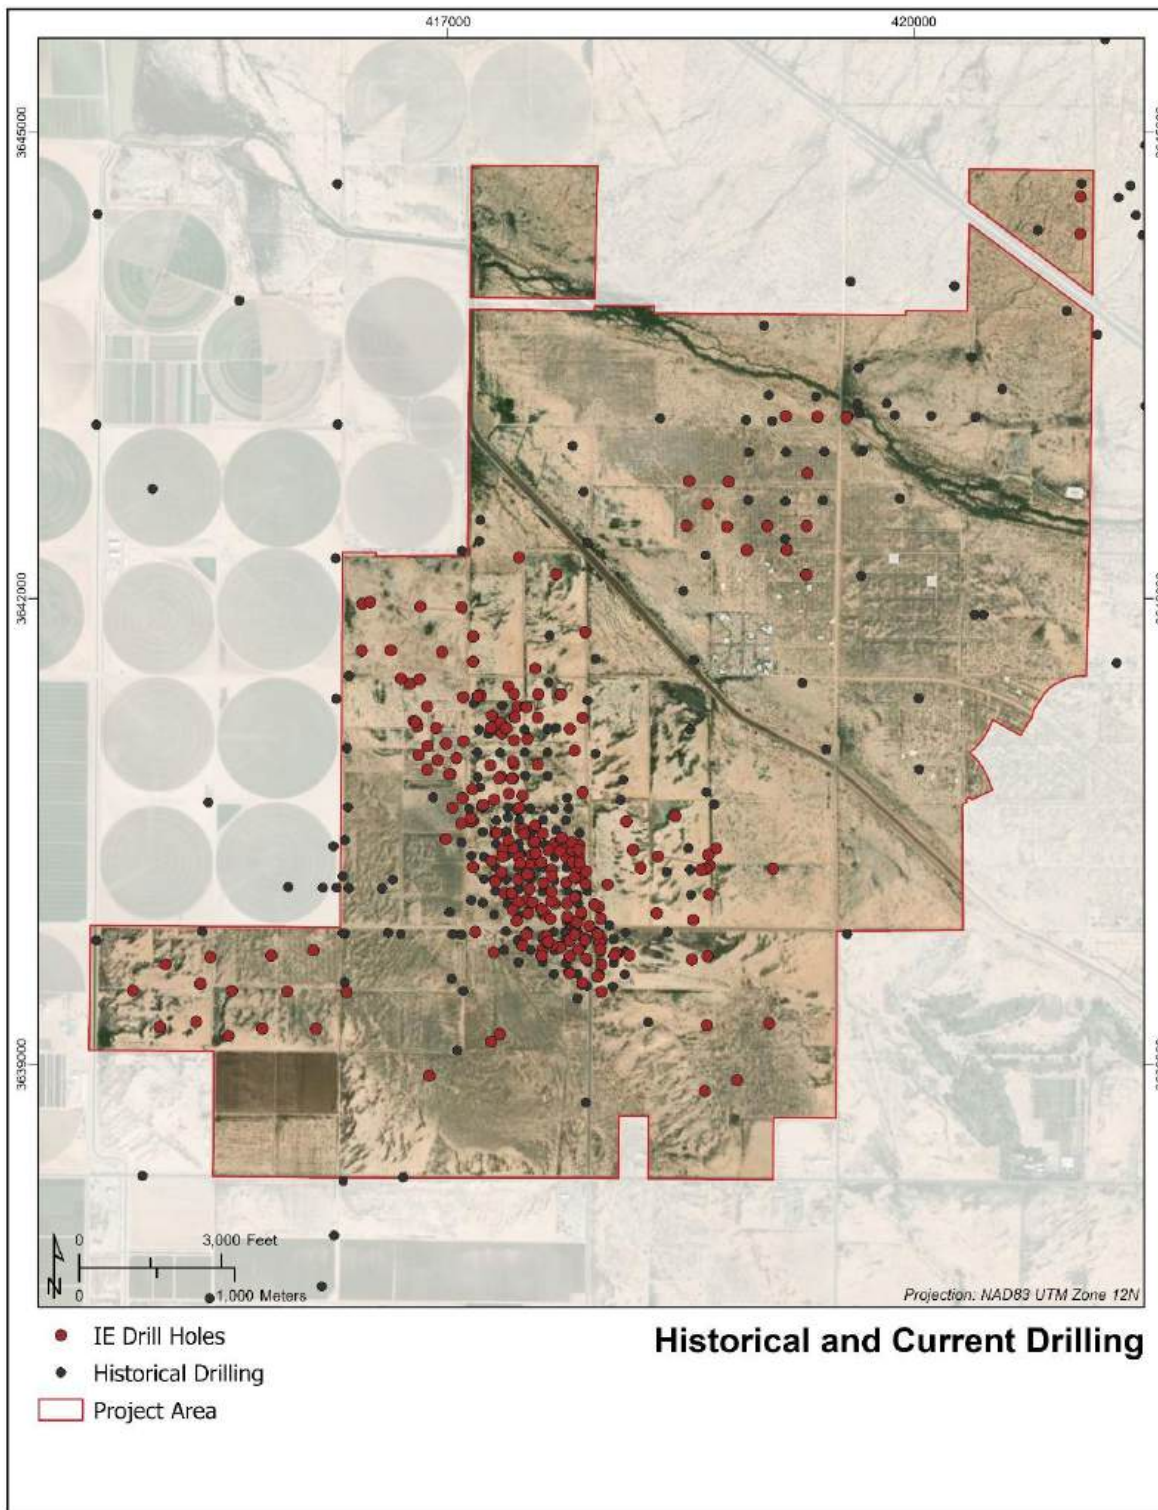 417000
420000
3645000
3642000
3639000
0
3,000 Feet
0
1,000 Meters
N
Projection: NAD83 UTM Zone 12N
IE Drill Holes
Historical Drilling
Project Area
Historical and Current Drilling